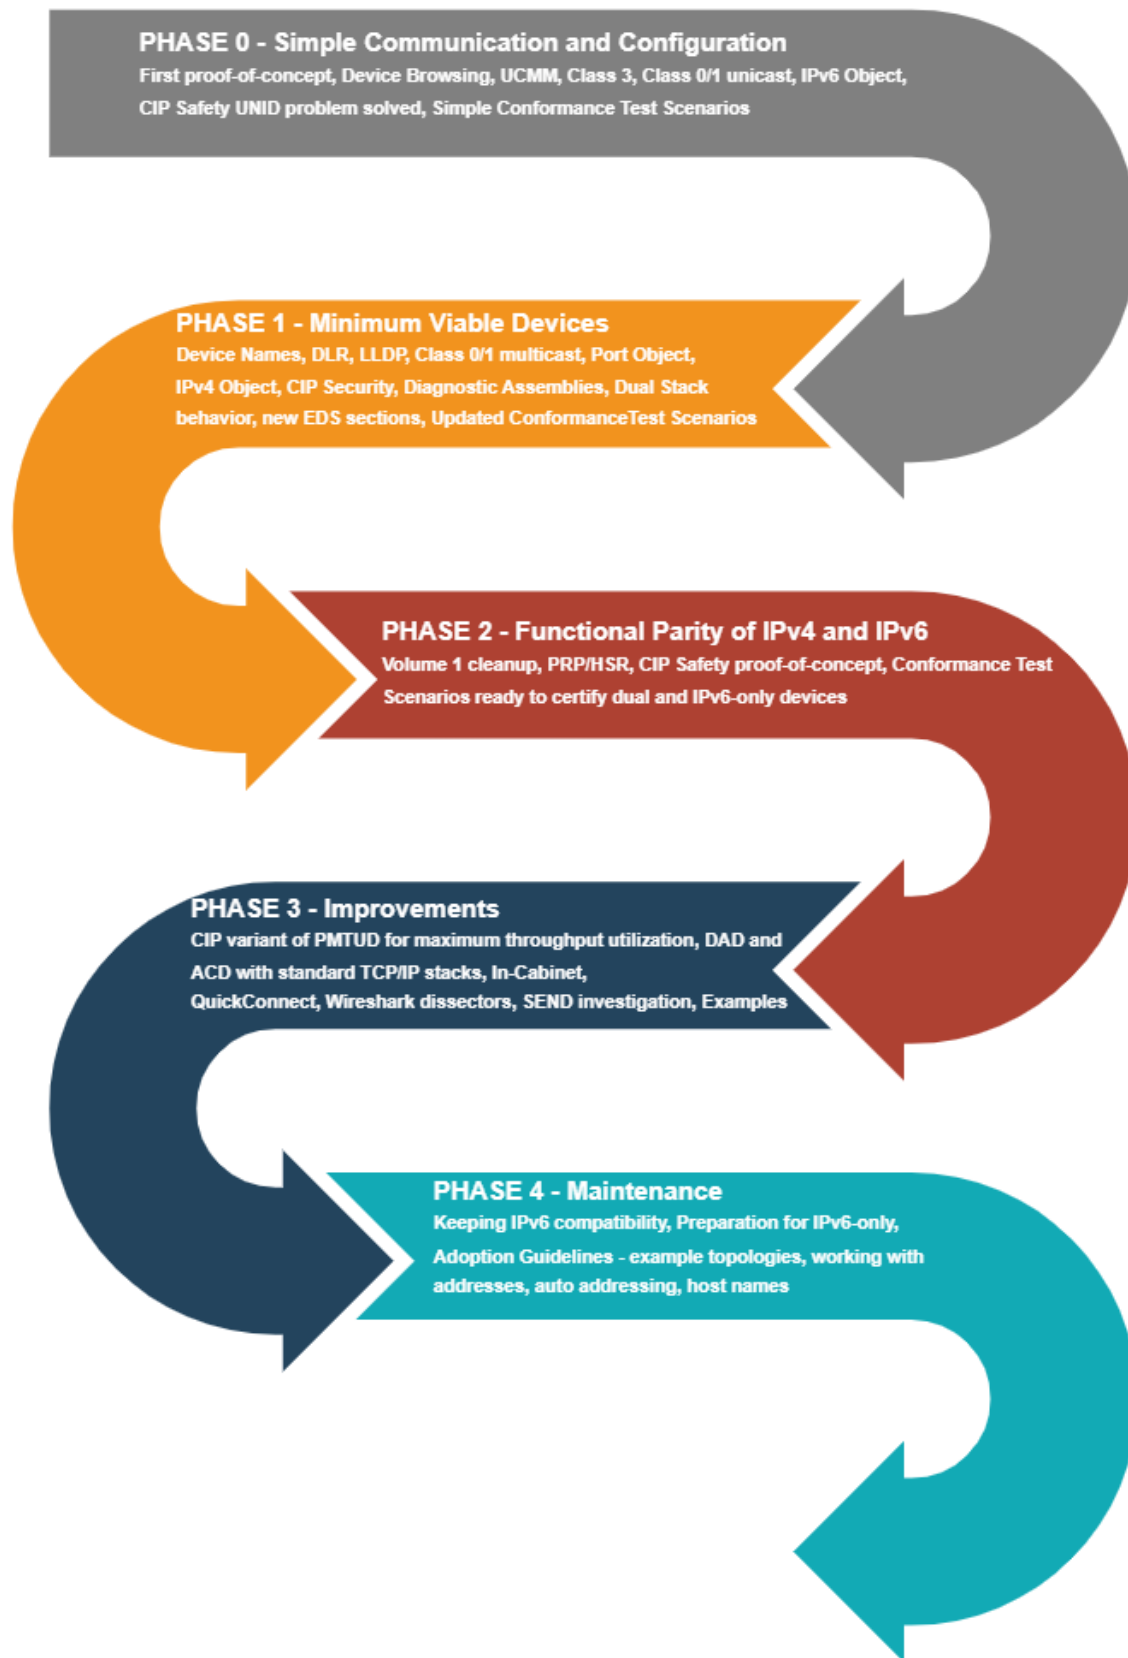 PHASE 0 - Simple Communication and Configuration
First proof-of-concept, Device Browsing, UCMM, Class 3, Class 0/1 unicast, IPv6 Object,
CIP Safety UNID problem solved, Simple Conformance Test Scenarios
PHASE 1 - Minimum Viable Devices
Device Names, DLR, LLDP, Class 0/1 multicast, Port Object,
IPv4 Object, CIP Security, Diagnostic Assemblies, Dual Stack
behavior, new EDS sections, Updated ConformanceTest Scenarios
PHASE 2 - Functional Parity of IPv4 and IPv6
Volume 1 cleanup, PRP/HSR, CIP Safety proof-of-concept, Conformance Test
Scenarios ready to certify dual and IPv6-only devices
PHASE 3 - Improvements
CIP variant of PMTUD for maximum throughput utilization, DAD and
ACD with standard TCP/IP stacks, In-Cabinet,
QuickConnect, Wireshark dissectors, SEND investigation, Examples
PHASE 4 - Maintenance
Keeping IPv6 compatibility, Preparation for IPv6-only,
Adoption Guidelines - example topologies, working with
addresses, auto addressing, host names